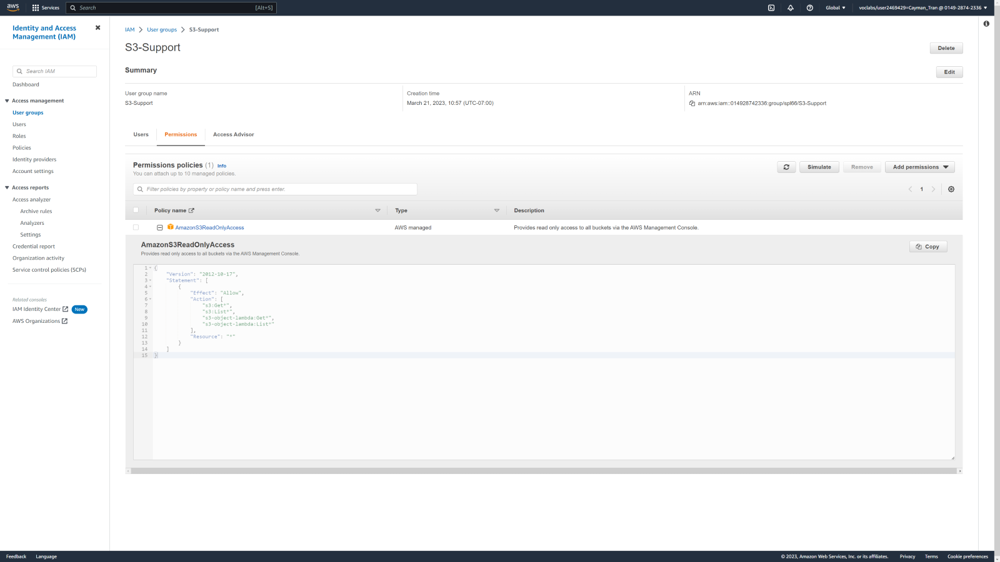 aws
Services
Search
[Alt+S]
Global
voclabs/user2469429=Cayman_Tran @ 0149-2874-2336
Identity and Access Management (IAM)
Search IAM
Dashboard
Access management
User groups
Users
Roles
Policies
Identity providers
Account settings
Access reports
Access analyzer
Archive rules
Analyzers
Settings
Credential report
Organization activity
Service control policies (SCPs)
Related consoles
IAM Identity Center New
AWS Organizations
IAM > User groups > S3-Support
S3-Support
Delete
Summary
Edit
User group name
S3-Support
Creation time
March 21, 2023, 10:57 (UTC-07:00)
ARN
arn:aws:iam::014928742336:group/spl66/S3-Support
Users
Permissions
Access Advisor
Permissions policies (1) Info
You can attach up to 10 managed policies.
Simulate
Remove
Add permissions
Filter policies by property or policy name and press enter.
1
Policy name
Type
Description
AmazonS3ReadOnlyAccess
AWS managed
Provides read only access to all buckets via the AWS Management Console.
AmazonS3ReadOnlyAccess
Provides read only access to all buckets via the AWS Management Console.
Copy
1 {
2 "Version": "2012-10-17",
3 "Statement": [
4 {
5 "Effect": "Allow",
6 "Action": [
7 "s3:Get*",
8 "s3:List*",
9 "s3-object-lambda:Get*",
10 "s3-object-lambda:List*"
11 ],
12 "Resource": "*"
13 }
14 ]
15 }
Feedback
Language
© 2023, Amazon Web Services, Inc. or its affiliates.
Privacy
Terms
Cookie preferences